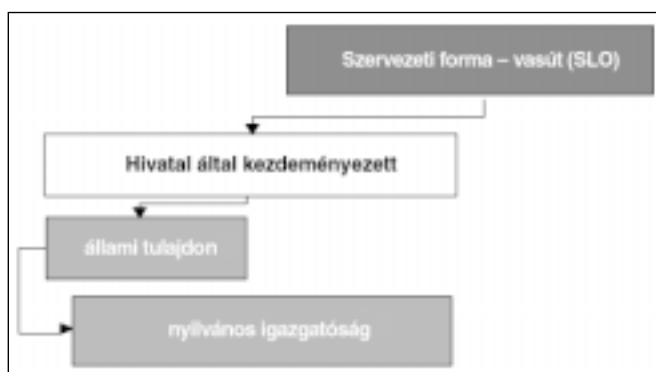 Szervezeti forma – vasút (SLO)
Hivatal által kezdeményezett
állami tulajdon
nyilvános igazgatóság